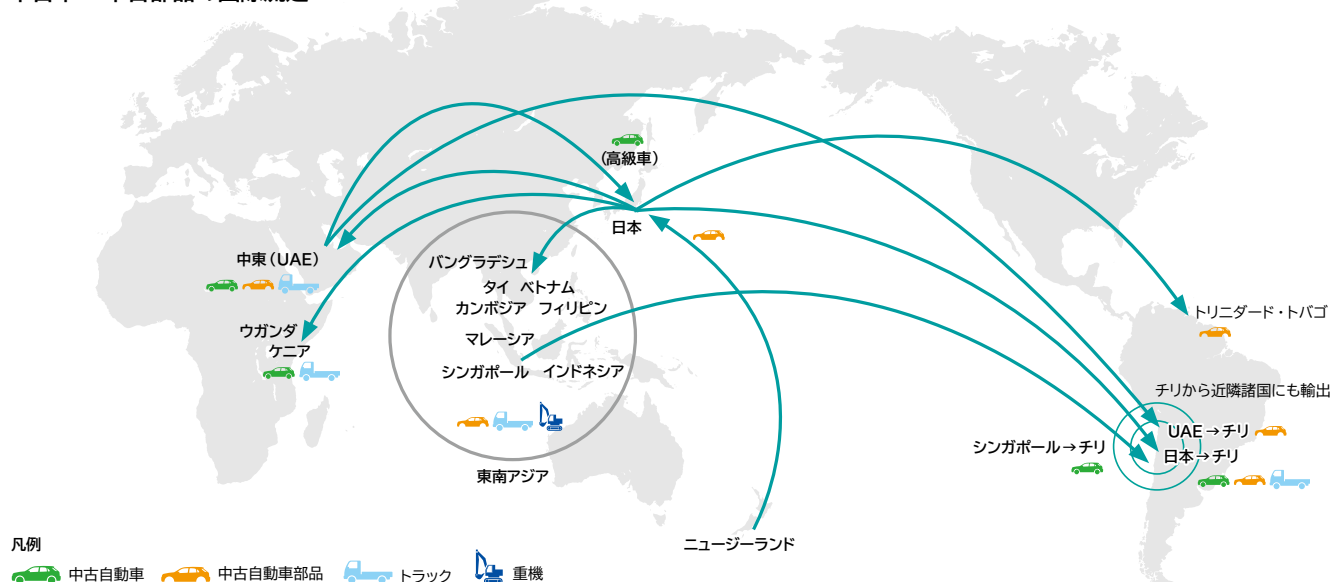 (高級車)
日本
中東(UAE)
バングラデシュ
タイ ベトナム
カンボジア フィリピン
マレーシア
シンガポール インドネシア
東南アジア
ウガンダ
ケニア
トリニダード・トバゴ
チリから近隣諸国にも輸出
UAE→チリ
シンガポール→チリ
日本→チリ
ニュージーランド
凡例
中古自動車 中古自動車部品 トラック 重機